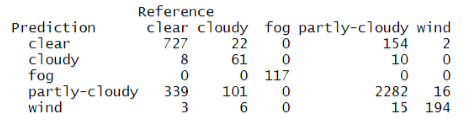 Reference
Prediction clear cloudy fog partly-cloudy wind
clear 727 22 0 154 2
cloudy 8 61 0 10 0
fog 0 0 117 0 0
partly-cloudy 339 101 0 2282 16
wind 3 6 0 15 194